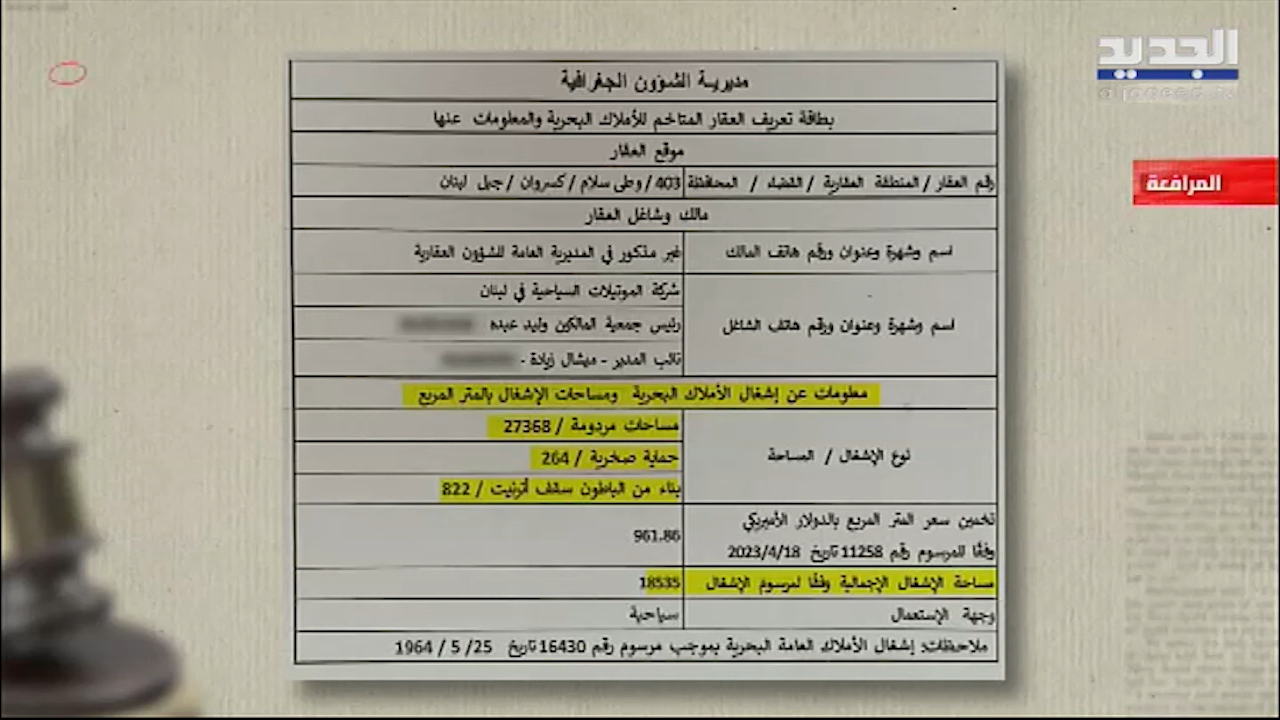 الجديد
aljadeed.tv
المرافعة
مديرية الشؤون الجغرافية
بطاقة تعريف العقار المتاخم للأملاك البحرية والمعلومات عنها
موقع العقار
رقم العقار / المنطقة العقارية / القضاء / المحافظة 403/ وطى سلام / كسروان / جبل لبنان
مالك وشاغل العقار
اسم وشهرة وعنوان ورقم هاتف المالك غير مذكور في المديرية العامة للشؤون العقارية
اسم وشهرة وعنوان ورقم هاتف الشاغل
شركة الموتيلات السياحية في لبنان
رئيس جمعية المالكين وليد عبده
نائب المدير - ميشال زيادة -
معلومات عن إشغال الأملاك البحرية ومساحات الإشغال بالمتر المربع
نوع الإشغال / المساحة
مساحات مردومة / 27368
حماية صخرية / 264
بناء من الباطون سقف أترنيت / 822
تخمين سعر المتر المربع بالدولار الأميركي
وفقًا للمرسوم رقم 11258 تاريخ 2023/4/18
961.86
مساحة الإشغال الإجمالية وفقًا لمرسوم الإشغال 18535
وجهة الإستعمال سياحية
ملاحظات: إشغال الأملاك العامة البحرية بموجب مرسوم رقم 16430 تاريخ 25/ 5 / 1964